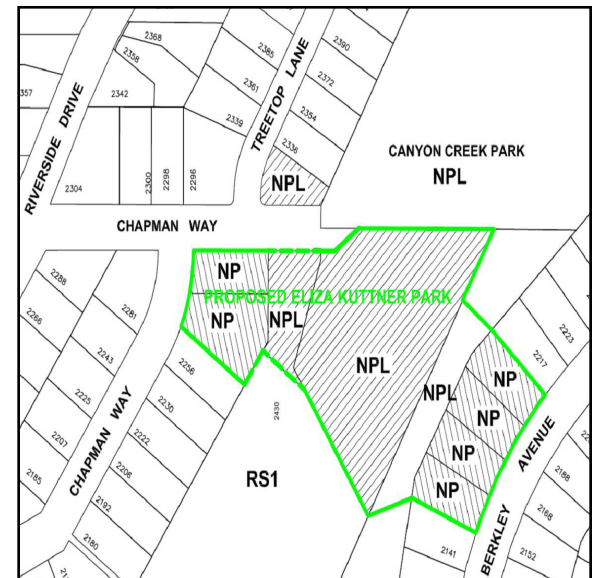 2368
2358
2385
2390
2372
2361
2354
2339
2336
357
2342
RIVERSIDE DRIVE
TREETOP LANE
2304
2300
2298
2296
NPL
CANYON CREEK PARK
NPL
CHAPMAN WAY
2288
2281
2266
2243
2225
2207
2185
NP
PROPOSED ELIZA KUTTNER PARK
NP
NPL
NPL
2256
2230
2222
2206
2192
2180
CHAPMAN WAY
2430
RS1
2223
2217
NPL
NP
NP
NP
NP
BERKLEY AVENUE
2188
2168
2152
2141